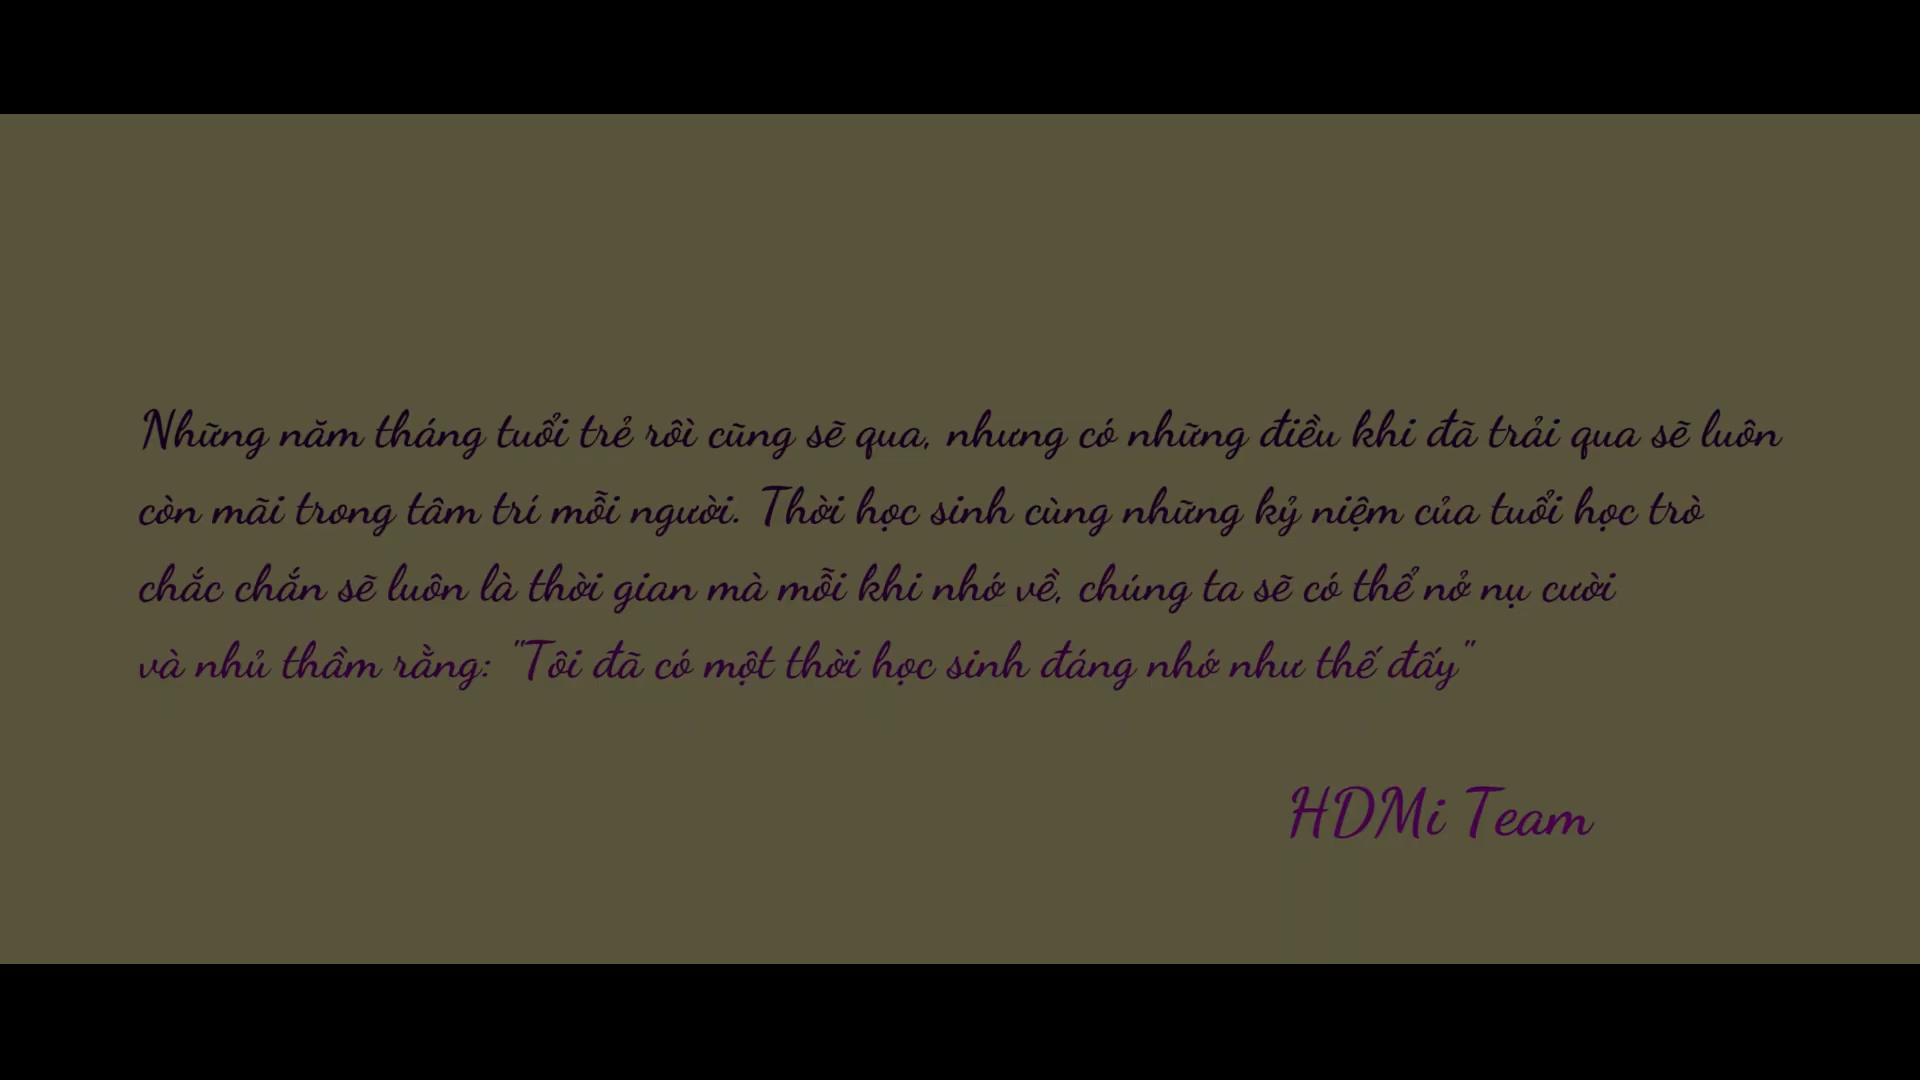 Những năm tháng tuổi trẻ rồi cũng sẽ qua, nhưng có những điều khi đã trải qua sẽ luôn
còn mãi trong tâm trí mỗi người. Thời học sinh cùng những kỷ niệm của tuổi học trò
chắc chắn sẽ luôn là thời gian mà mỗi khi nhớ về, chúng ta sẽ có thể nở nụ cười
và nhủ thầm rằng: "Tôi đã có một thời học sinh đáng nhớ như thế đấy"
HDMi Team